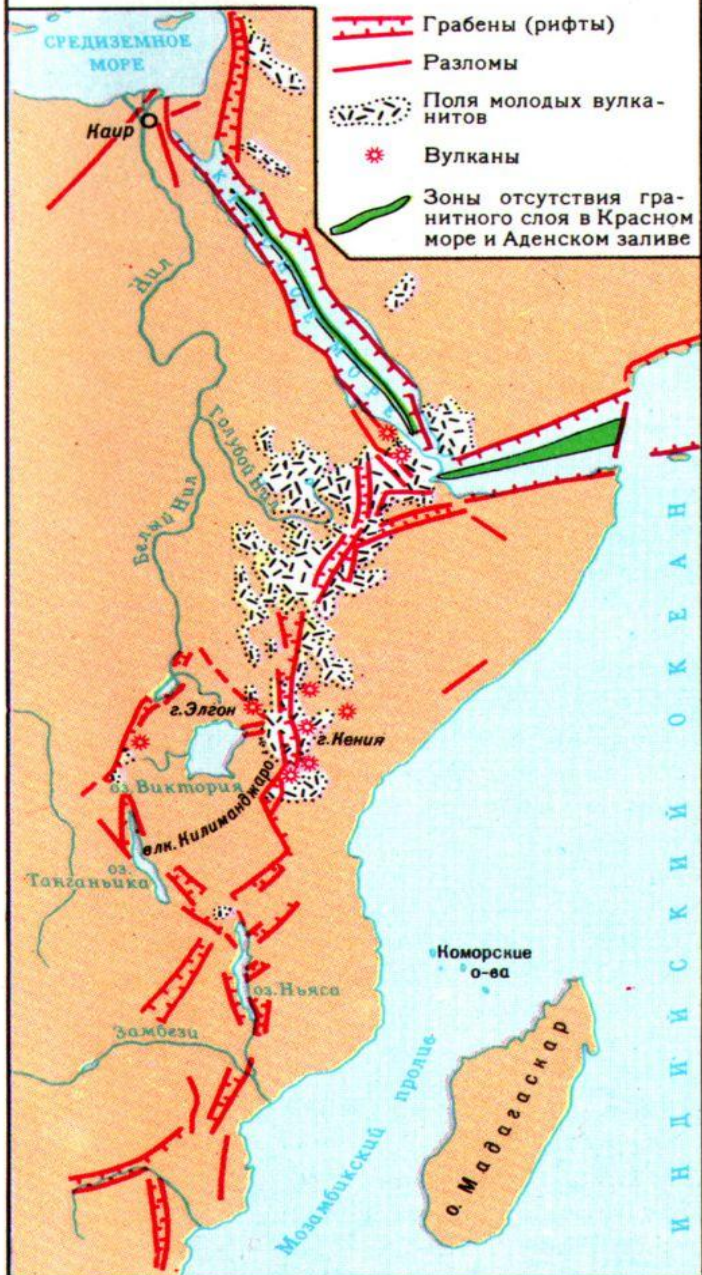 Грабены (рифты)
Разломы
Поля молодых вулка-
нитов
Вулканы
Зоны отсутствия гра-
нитного слоя в Красном
море и Аденском заливе
СРЕДИЗЕМНОЕ
МОРЕ
Каир
КРАСНОЕ МОРЕ
Нил
Голубой Нил
Белый Нил
г.Элгон
г.Кения
оз.Виктория
влк. Килиманджаро
оз.
Танганьика
оз.Ньяса
Замбези
Коморские
о-ва
Мозамбикский пролив
о. Мадагаскар
ИНДИЙСКИЙ ОКЕАН